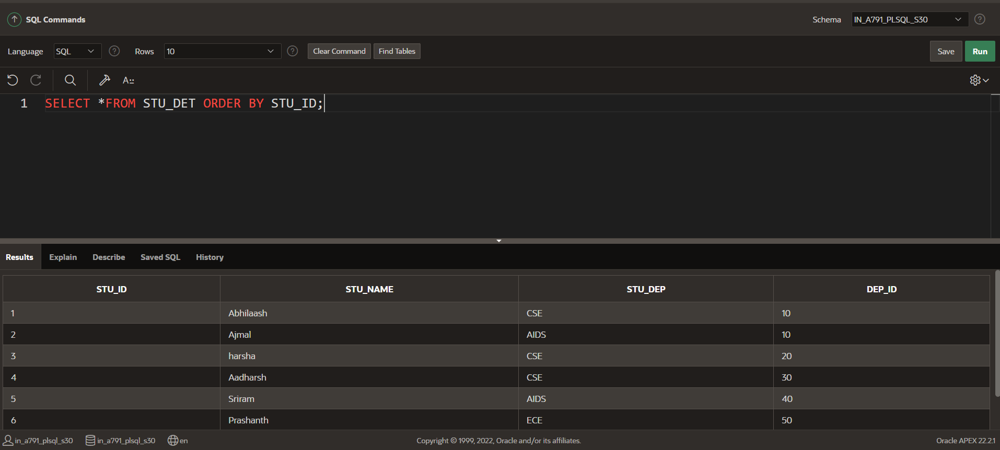 SQL Commands Schema IN_A791_PLSQL_S30
Language SQL Rows 10 Clear Command Find Tables Save Run
A::
1 SELECT *FROM STU_DET ORDER BY STU_ID;
Results Explain Describe Saved SQL History
STU_ID STU_NAME STU_DEP DEP_ID
1 Abhilaash CSE 10
2 Ajmal AIDS 10
3 harsha CSE 20
4 Aadharsh CSE 30
5 Sriram AIDS 40
6 Prashanth ECE 50
in_a791_plsql_s30 in_a791_plsql_s30 en Copyright © 1999, 2022, Oracle and/or its affiliates. Oracle APEX 22.2.1